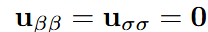 𝐮_{ββ} = 𝐮_{σσ} = 𝟎